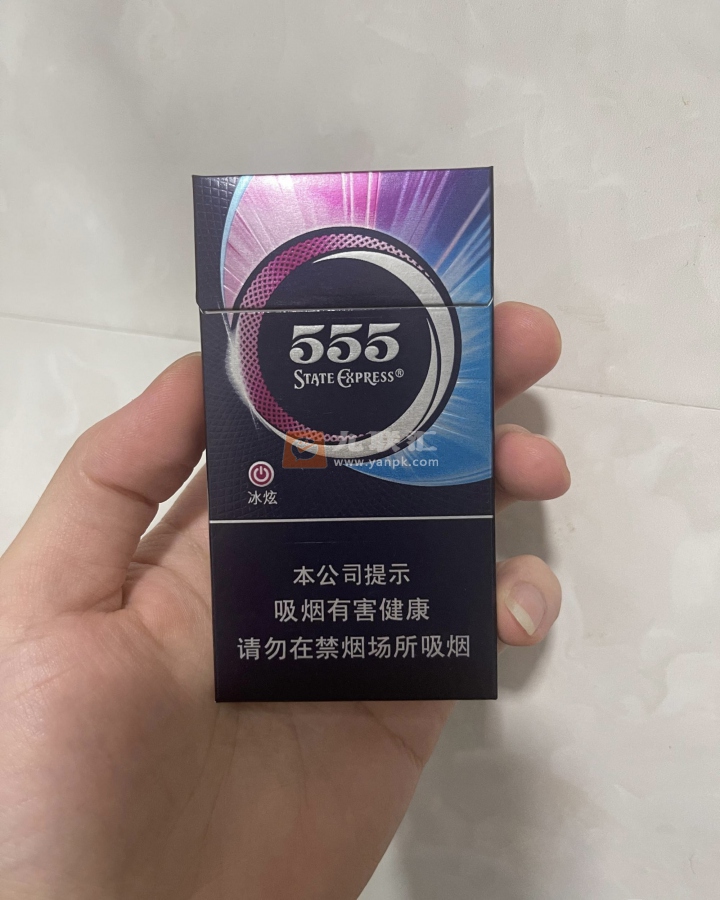 555
STATE EXPRESS®
www.yanpk.com
冰炫
本公司提示
吸烟有害健康
请勿在禁烟场所吸烟